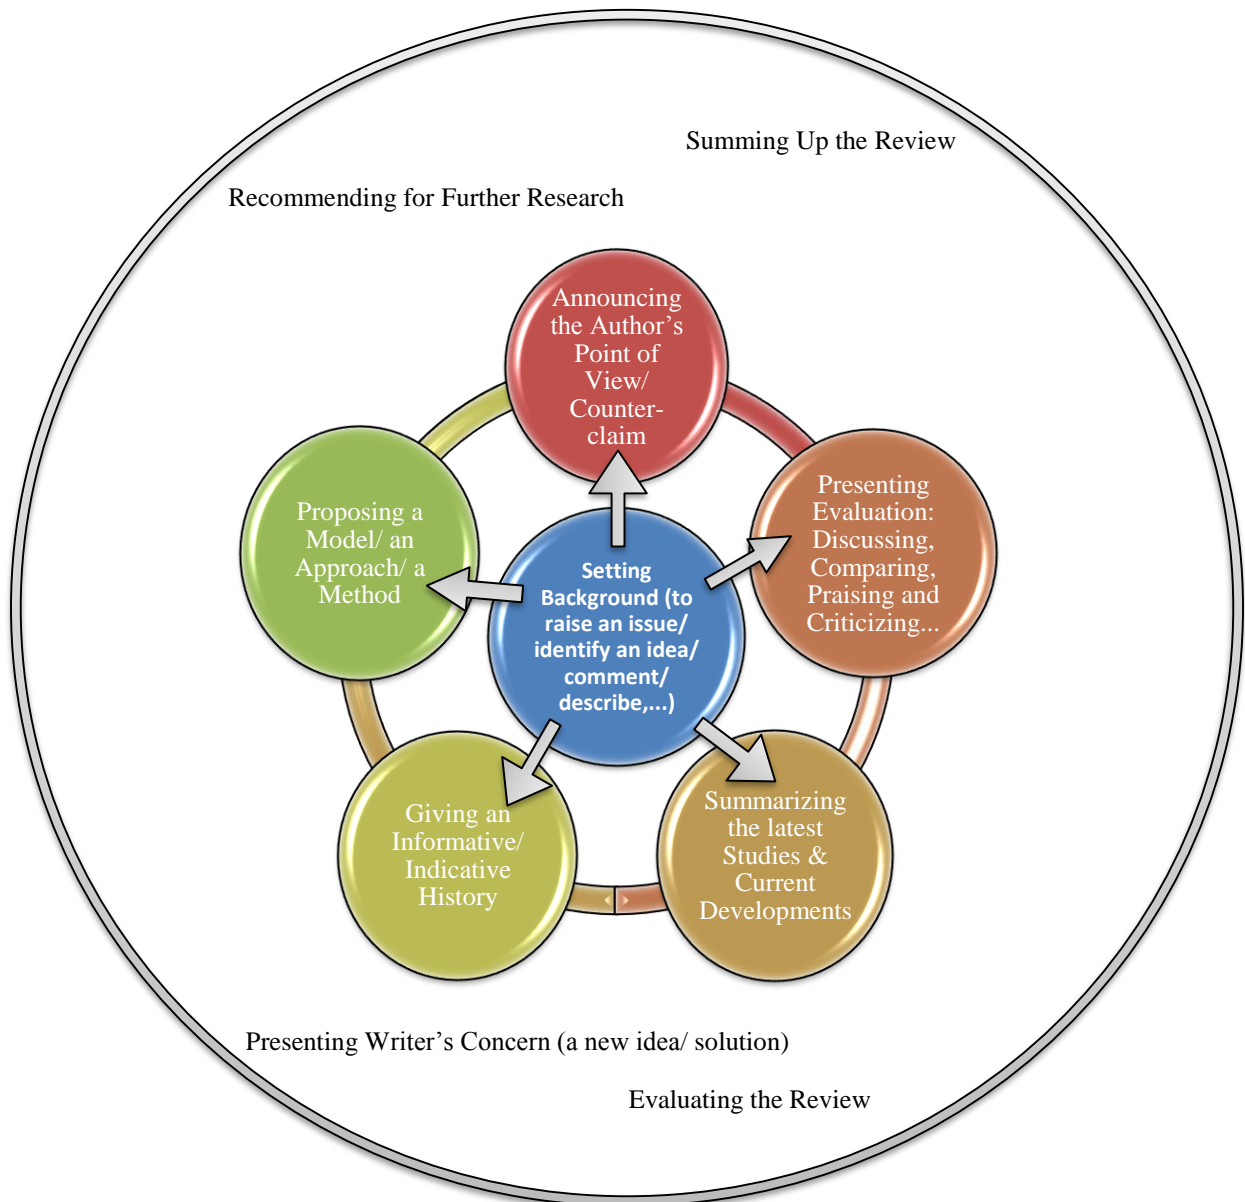 Summing Up the Review
Recommending for Further Research
Announcing
the Author’s
Point of
View/
Counter-
claim
Presenting
Evaluation:
Discussing,
Comparing,
Praising and
Criticizing...
Proposing a
Model/ an
Approach/ a
Method
Setting
Background (to
raise an issue/
identify an idea/
comment/
describe,...)
Giving an
Informative/
Indicative
History
Summarizing
the latest
Studies &
Current
Developments
Presenting Writer’s Concern (a new idea/ solution)
Evaluating the Review